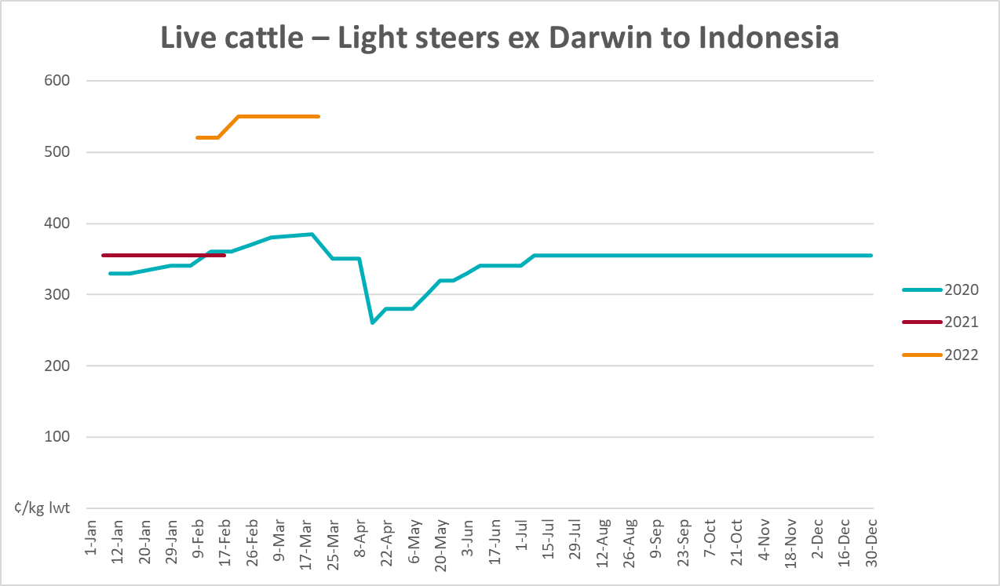 Live cattle – Light steers ex Darwin to Indonesia
600
500
400
300
200
100
¢/kg lwt
1-Jan
12-Jan
20-Jan
29-Jan
9-Feb
17-Feb
26-Feb
9-Mar
17-Mar
25-Mar
8-Apr
22-Apr
6-May
20-May
3-Jun
17-Jun
1-Jul
15-Jul
29-Jul
12-Aug
26-Aug
9-Sep
23-Sep
7-Oct
21-Oct
4-Nov
18-Nov
2-Dec
16-Dec
30-Dec
2020
2021
2022